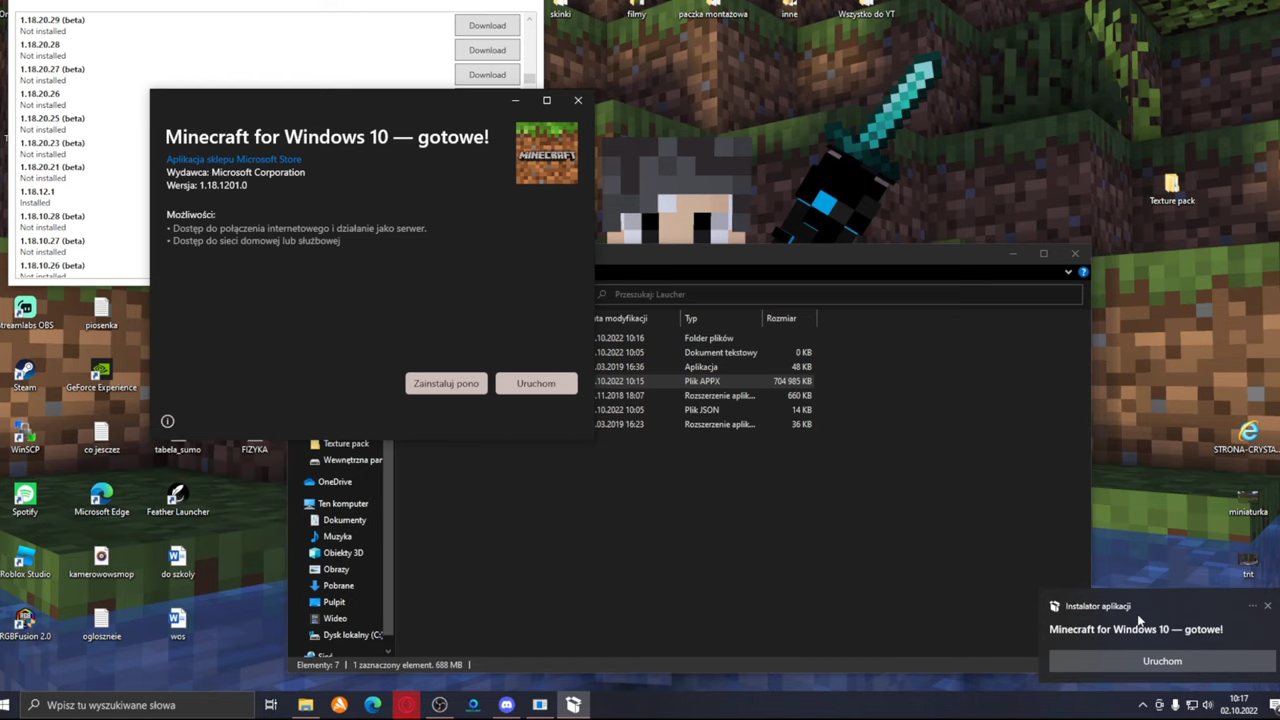 1.18.20.29 (beta)
Not installed
Download
1.18.20.28
Not installed
Download
1.18.20.27 (beta)
Not installed
Download
1.18.20.26
Not installed
1.18.20.25 (beta)
Not installed
1.18.20.23 (beta)
Not installed
1.18.20.21 (beta)
Not installed
1.18.12.1
Installed
1.18.10.28 (beta)
Not installed
1.18.10.27 (beta)
Not installed
1.18.10.26 (beta)
Not installed
skinki
filmy
paczka montażowa
inne
Wszystko do YT
Minecraft for Windows 10 — gotowe!
Aplikacja sklepu Microsoft Store
Wydawca: Microsoft Corporation
Wersja: 1.18.1201.0
MINECRAFT
Możliwości:
• Dostęp do połączenia internetowego i działanie jako serwer.
• Dostęp do sieci domowej lub służbowej
Zainstaluj pono
Uruchom
Texture pack
Przeszukaj: Laucher
ta modyfikacji
Typ
Rozmiar
.10.2022 10:16
Folder plików
.10.2022 10:05
Dokument tekstowy
0 KB
.03.2019 16:36
Aplikacja
48 KB
.10.2022 10:15
Plik APPX
704 985 KB
.11.2018 18:07
Rozszerzenie aplik...
660 KB
.10.2022 10:05
Plik JSON
14 KB
.03.2019 16:23
Rozszerzenie aplik...
36 KB
Texture pack
Wewnętrzna par
OneDrive
Ten komputer
Dokumenty
Muzyka
Obiekty 3D
Obrazy
Pobrane
Pulpit
Wideo
Dysk lokalny (C:
Sieć
Elementy: 7
1 zaznaczony element. 688 MB
treamlabs OBS
piosenka
Steam
GeForce Experience
WinSCP
co jesczez
tabela_sumo
FIZYKA
Spotify
Microsoft Edge
Feather Launcher
Roblox Studio
kamerowowsmop
do szkoly
RGBFusion 2.0
ogloszneie
wos
STRONA-CRYSTA...
miniaturka
tnt
Instalator aplikacji
Minecraft for Windows 10 — gotowe!
Uruchom
Wpisz tu wyszukiwane słowa
10:17
02.10.2022